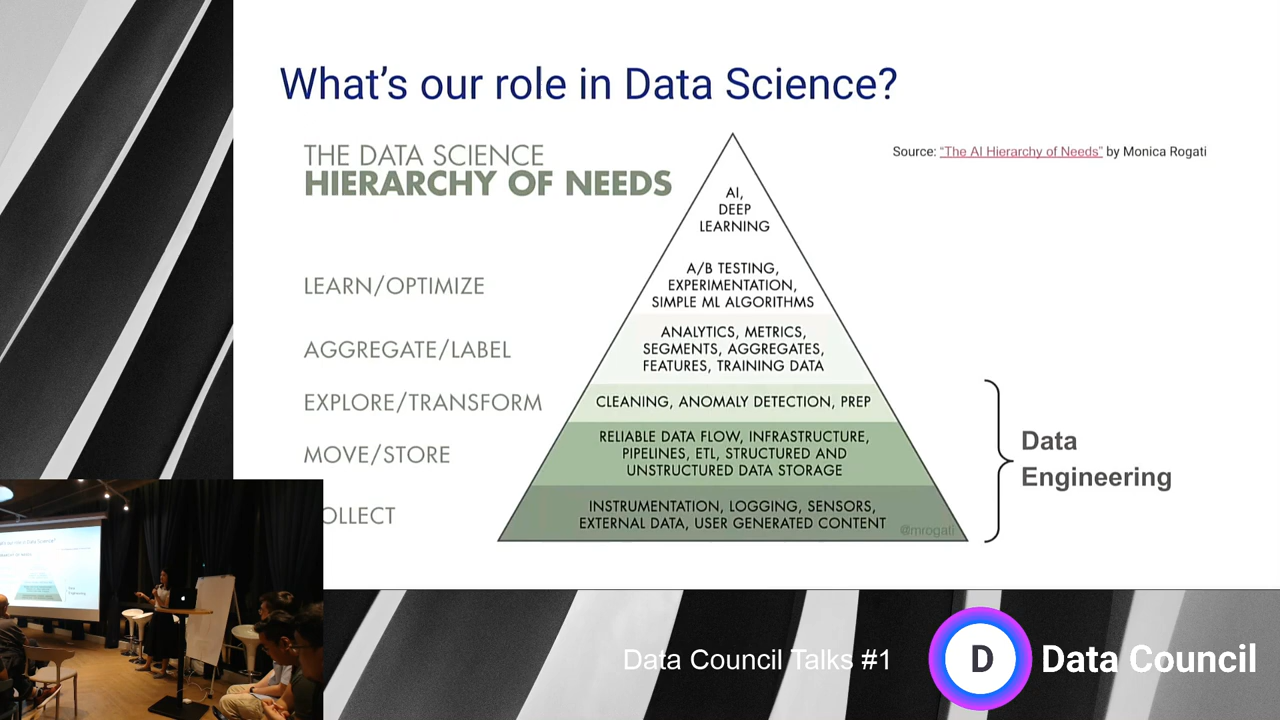 What's our role in Data Science?
Source: “The AI Hierarchy of Needs” by Monica Rogati
THE DATA SCIENCE
HIERARCHY OF NEEDS
AI,
DEEP
LEARNING
LEARN/OPTIMIZE
A/B TESTING,
EXPERIMENTATION,
SIMPLE ML ALGORITHMS
AGGREGATE/LABEL
ANALYTICS, METRICS,
SEGMENTS, AGGREGATES,
FEATURES, TRAINING DATA
EXPLORE/TRANSFORM
CLEANING, ANOMALY DETECTION, PREP
MOVE/STORE
RELIABLE DATA FLOW, INFRASTRUCTURE,
PIPELINES, ETL, STRUCTURED AND
UNSTRUCTURED DATA STORAGE
OLLECT
INSTRUMENTATION, LOGGING, SENSORS,
EXTERNAL DATA, USER GENERATED CONTENT
@mrogati
Data
Engineering
Data Council Talks #1
D
Data Council